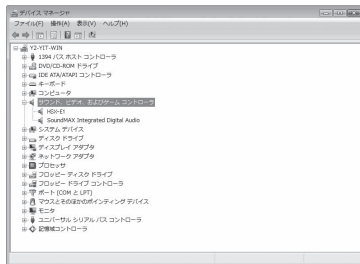 デバイス マネージャ
ファイル(F) 操作(A) 表示(V) ヘルプ(H)
Y2-YIT-WIN
1394 バス ホスト コントローラ
DVD/CD-ROM ドライブ
IDE ATA/ATAPI コントローラ
キーボード
コンピュータ
サウンド、ビデオ、およびゲーム コントローラ
HSX-E1
SoundMAX Integrated Digital Audio
システム デバイス
ディスク ドライブ
ディスプレイ アダプタ
ネットワーク アダプタ
プロセッサ
フロッピー ディスク ドライブ
フロッピー ドライブ コントローラ
ポート (COM と LPT)
マウスとそのほかのポインティング デバイス
モニタ
ユニバーサル シリアル バス コントローラ
記憶域コントローラ